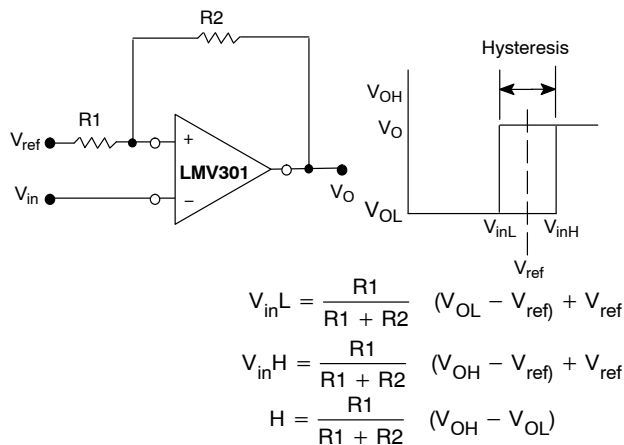 R2
Hysteresis
R1
V_OH
V_ref
+
LMV301
V_O
V_in
−
V_O
V_OL
V_inL
V_inH
V_ref
V_inL = R1 / (R1 + R2) (V_OL − V_ref) + V_ref
V_inH = R1 / (R1 + R2) (V_OH − V_ref) + V_ref
H = R1 / (R1 + R2) (V_OH − V_OL)